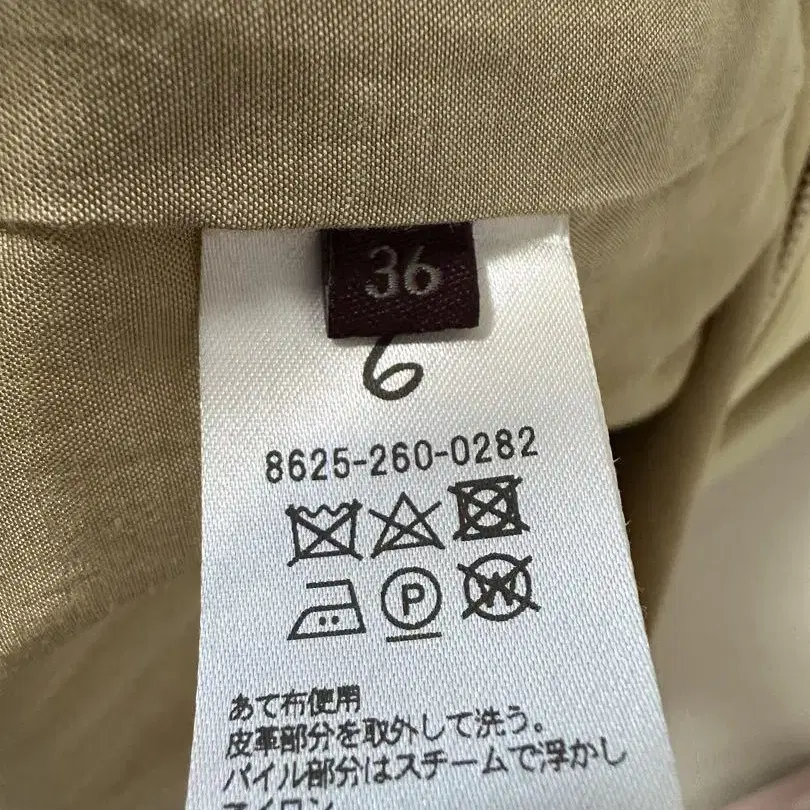 36
6
8625-260-0282
P
W
あて布使用
皮革部分を取外して洗う。
パイル部分はスチームで浮かし